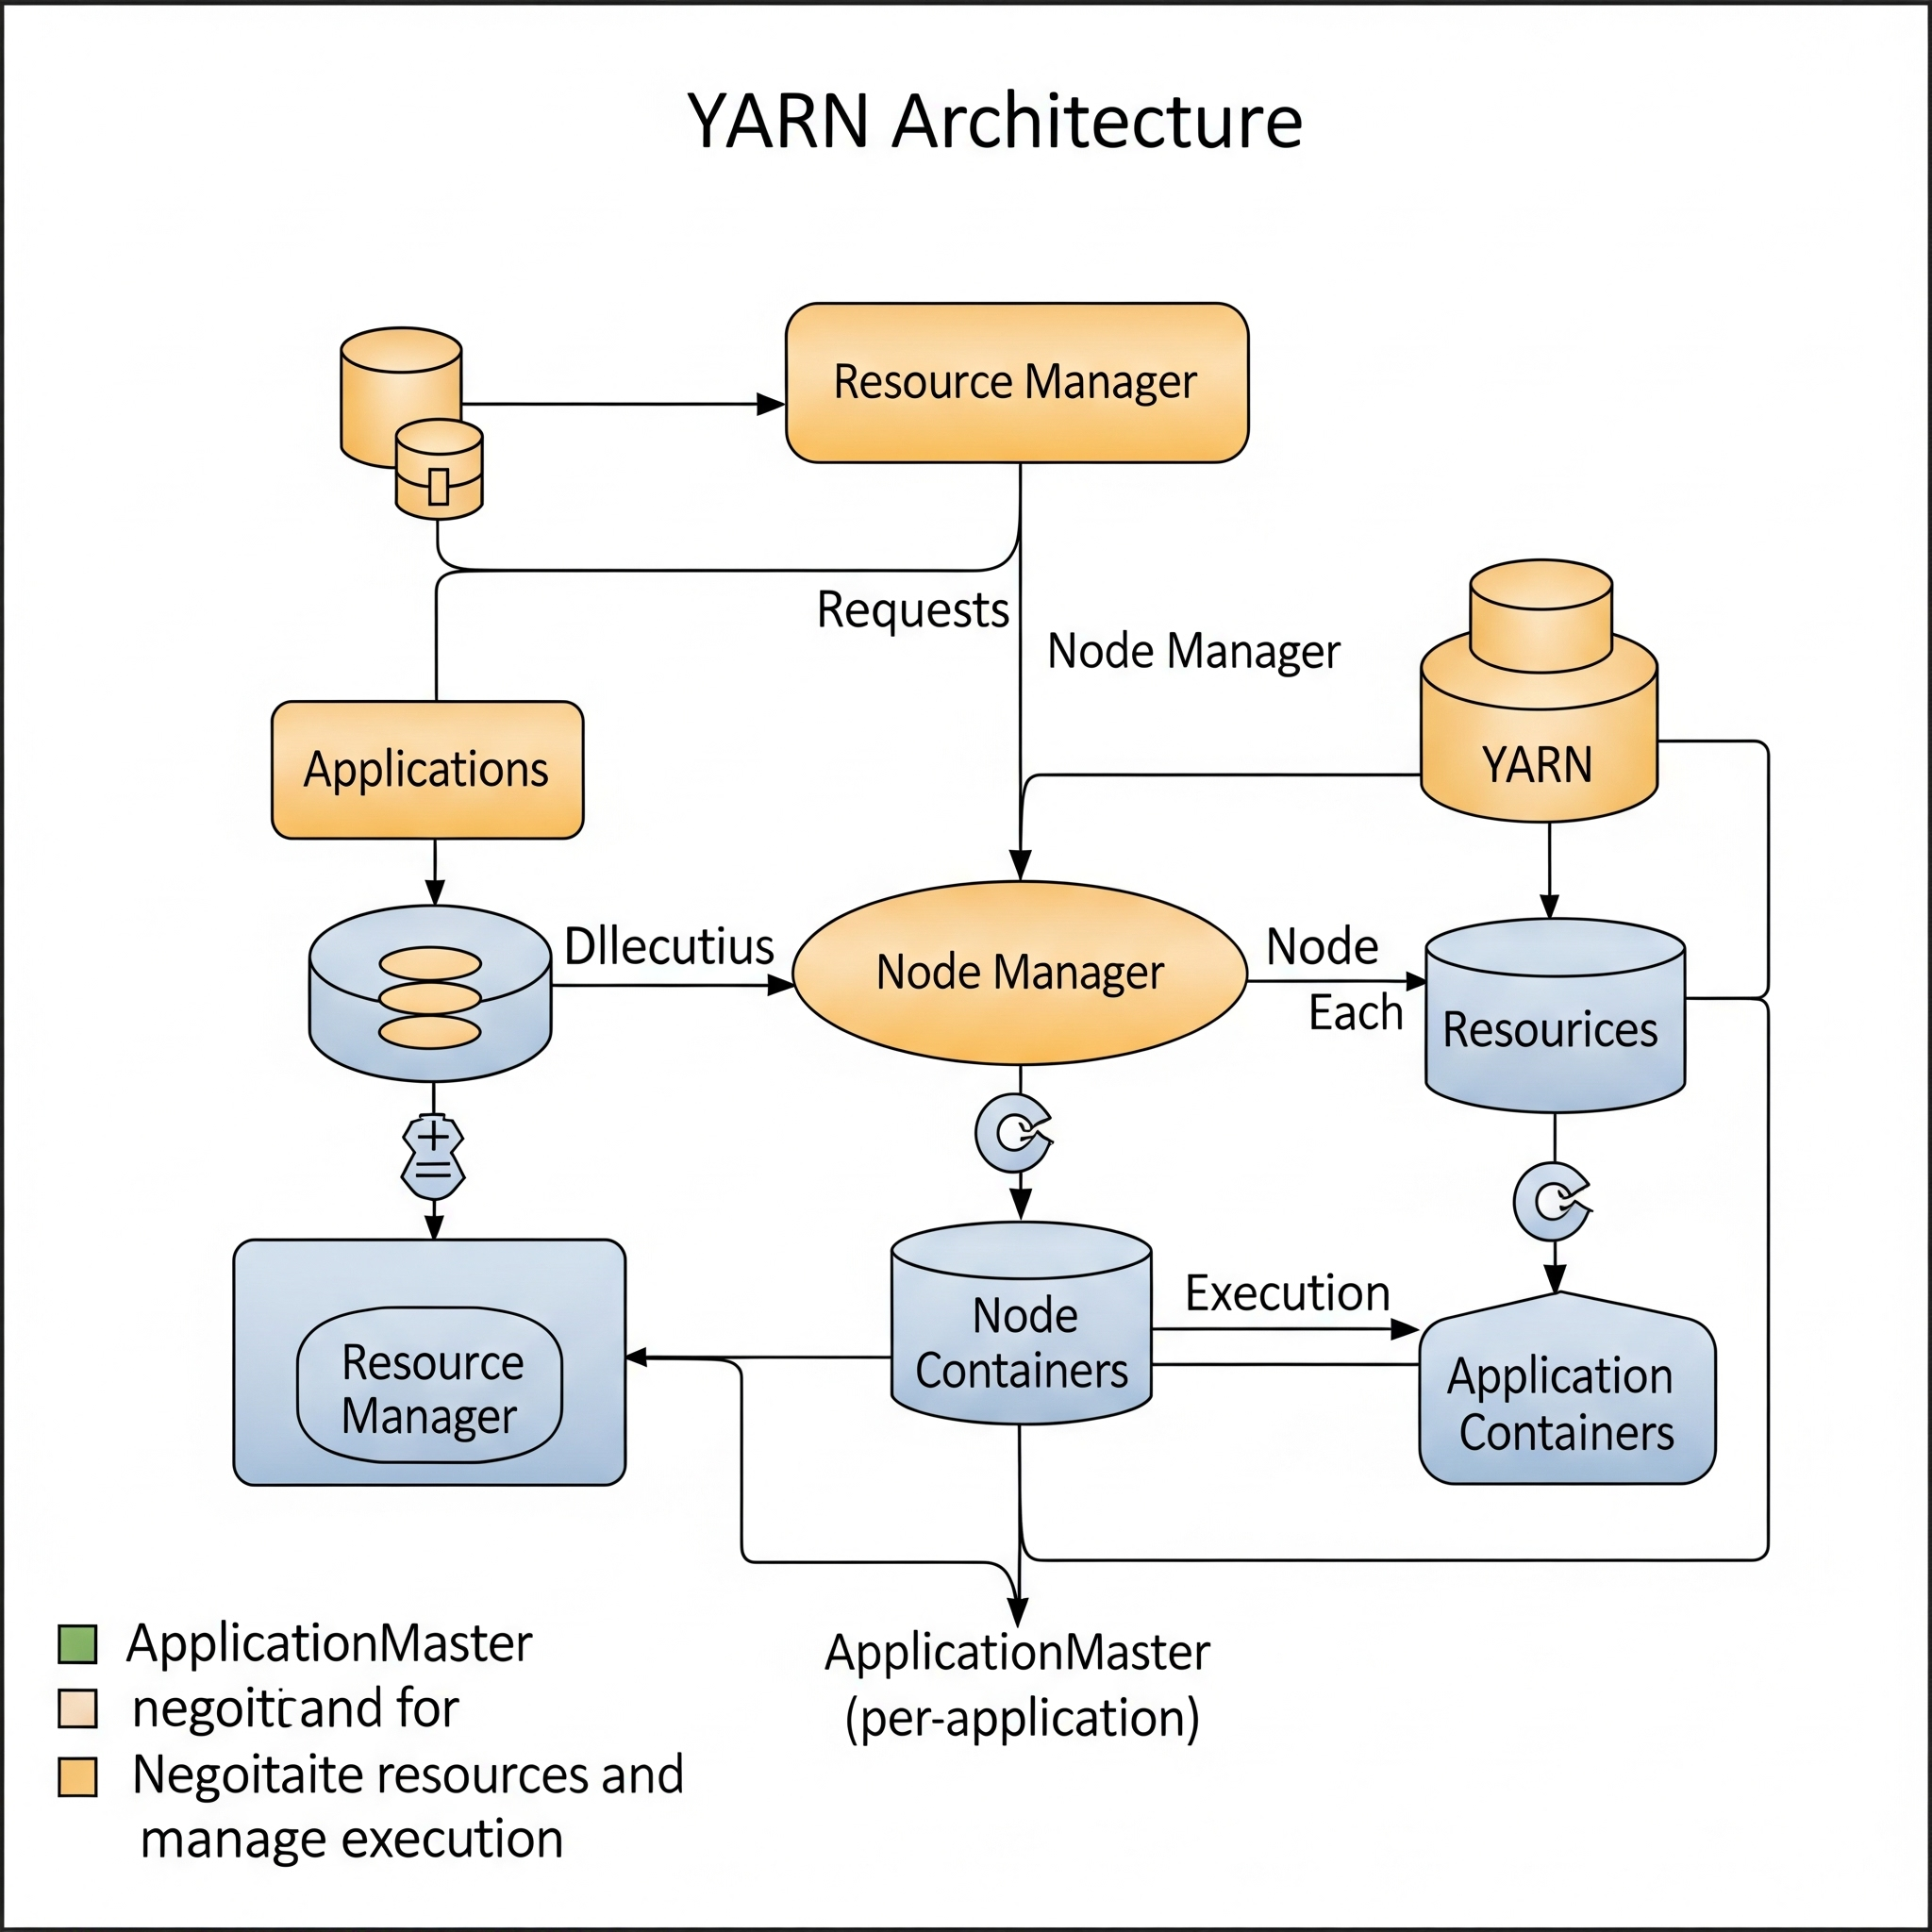 YARN Architecture
Resource Manager
Requests
Node Manager
YARN
Applications
Dllecutius
Node Manager
Node
Each
Resourices
Resource
Manager
Node
Containers
Execution
Application
Containers
ApplicationMaster
(per-application)
ApplicationMaster
and for
Negoitaite resources and
manage execution